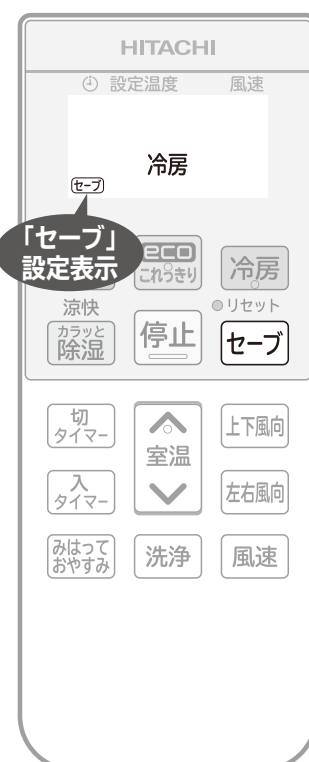 HITACHI
設定温度 風速
冷房
セーブ
「セーブ」
設定表示
eco
これっきり
冷房
涼快
リセット
カラッと
除湿
停止
セーブ
切
タイマー
室温
上下風向
入
タイマー
左右風向
みはって
おやすみ
洗浄
風速